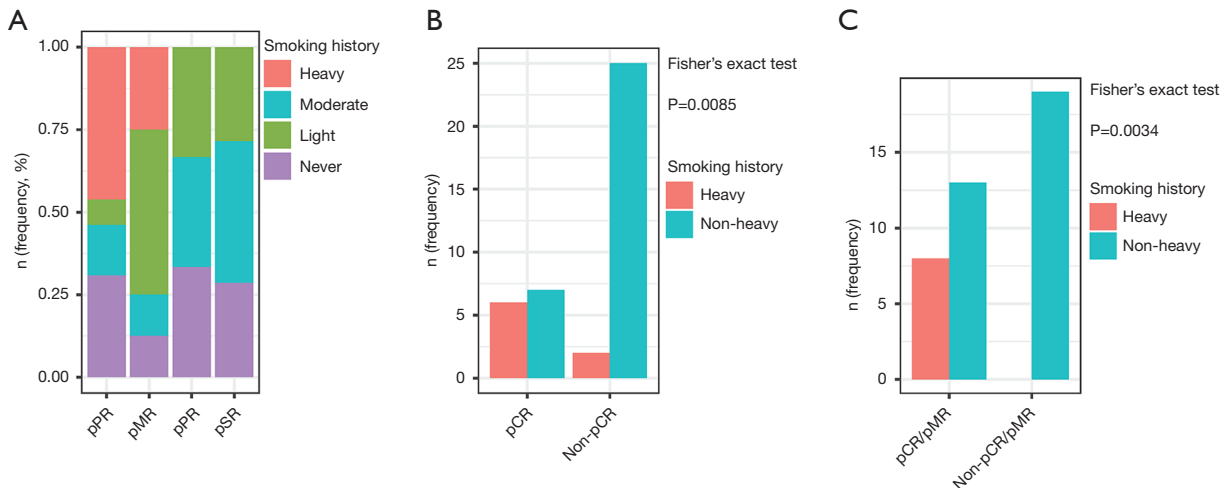 A
n (frequency, %)
1.00
0.75
0.50
0.25
0.00
pPR
pMR
pPR
pSR
Smoking history
Heavy
Moderate
Light
Never
B
n (frequency)
25
20
15
10
5
0
pCR
Non-pCR
Fisher's exact test
P=0.0085
Smoking history
Heavy
Non-heavy
C
n (frequency)
15
10
5
0
pCR/pMR
Non-pCR/pMR
Fisher's exact test
P=0.0034
Smoking history
Heavy
Non-heavy